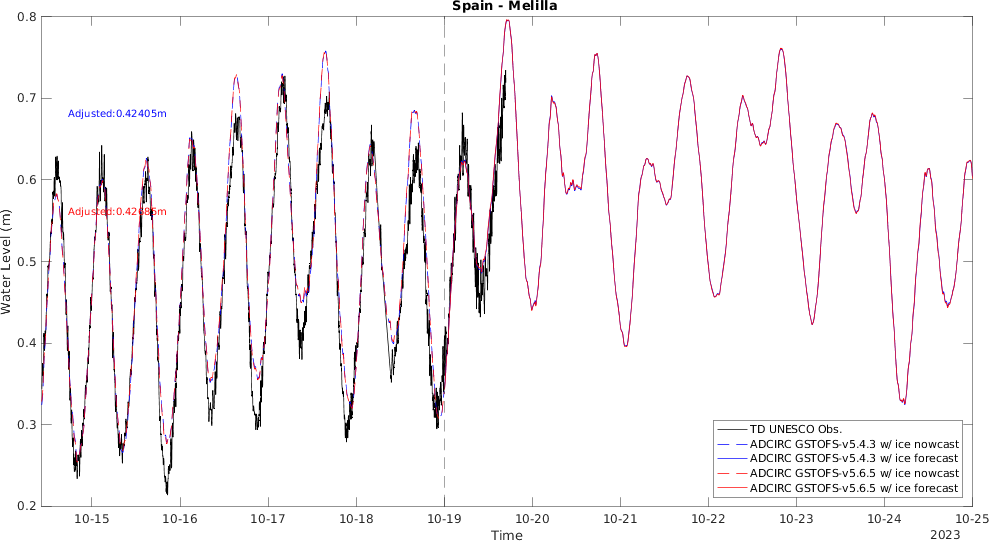 Spain - Melilla
Water Level (m)
0.8
0.7
0.6
0.5
0.4
0.3
0.2
Adjusted:0.42405m
Adjusted:0.42686m
10-15
10-16
10-17
10-18
10-19
10-20
10-21
10-22
10-23
10-24
10-25
Time
2023
TD UNESCO Obs.
ADCIRC GSTOFS-v5.4.3 w/ ice nowcast
ADCIRC GSTOFS-v5.4.3 w/ ice forecast
ADCIRC GSTOFS-v5.6.5 w/ ice nowcast
ADCIRC GSTOFS-v5.6.5 w/ ice forecast